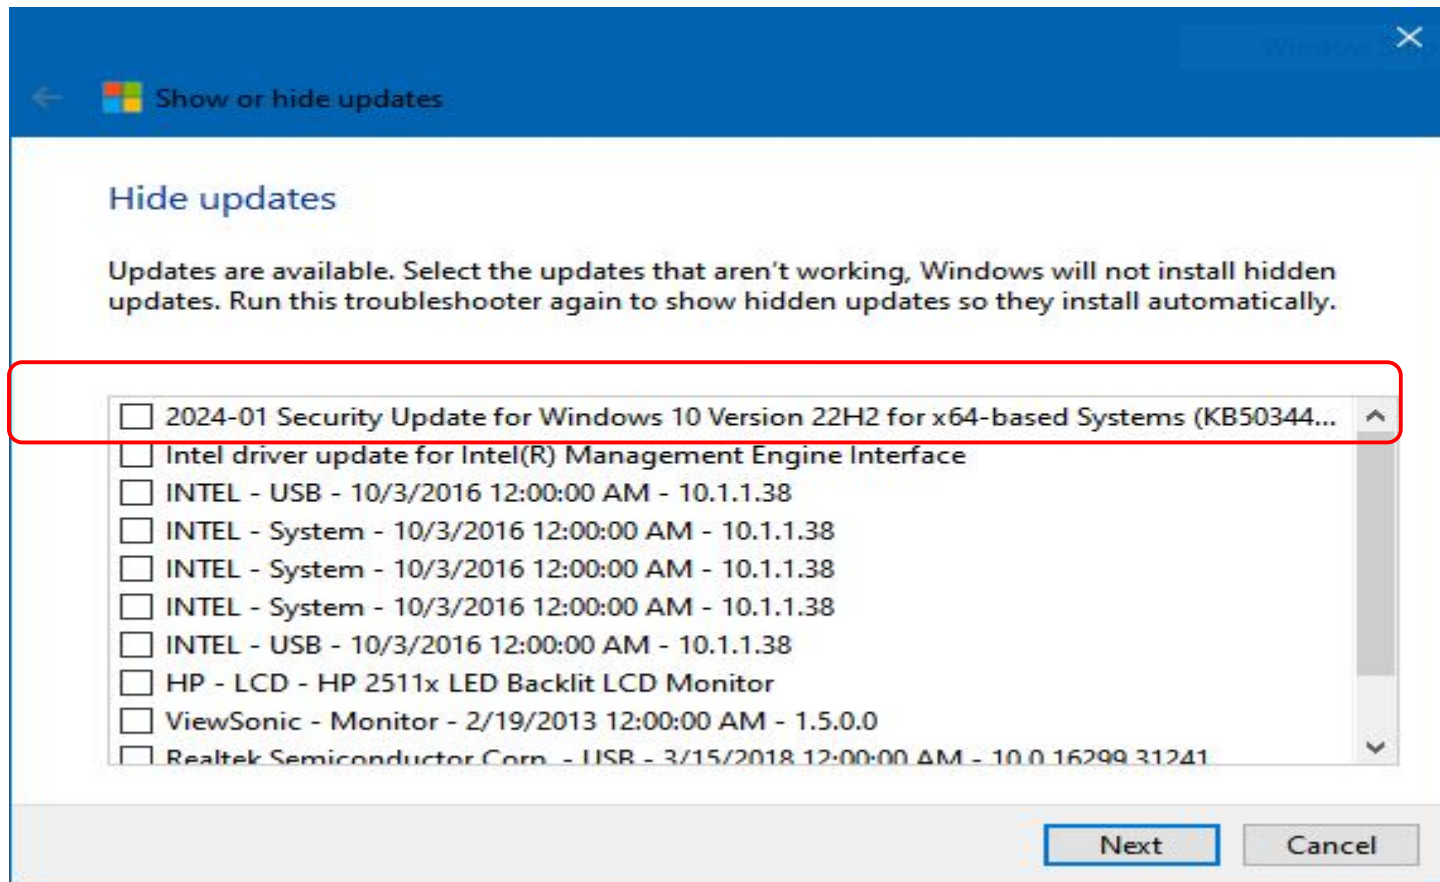 Show or hide updates
Hide updates
Updates are available. Select the updates that aren't working, Windows will not install hidden
updates. Run this troubleshooter again to show hidden updates so they install automatically.
2024-01 Security Update for Windows 10 Version 22H2 for x64-based Systems (KB50344...
Intel driver update for Intel(R) Management Engine Interface
INTEL - USB - 10/3/2016 12:00:00 AM - 10.1.1.38
INTEL - System - 10/3/2016 12:00:00 AM - 10.1.1.38
INTEL - System - 10/3/2016 12:00:00 AM - 10.1.1.38
INTEL - System - 10/3/2016 12:00:00 AM - 10.1.1.38
INTEL - USB - 10/3/2016 12:00:00 AM - 10.1.1.38
HP - LCD - HP 2511x LED Backlit LCD Monitor
ViewSonic - Monitor - 2/19/2013 12:00:00 AM - 1.5.0.0
Realtek Semiconductor Corp. - USB - 3/15/2018 12:00:00 AM - 10.0.16299.31241
Next
Cancel